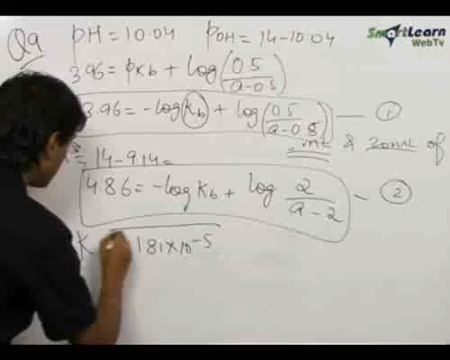 Q9 pH = 10.04 pOH = 14 - 10.04
3.96 = pKb + log(0.5/a-0.5)
3.96 = -log(Kb) + log(0.5/a-0.5) — ①
ml & 20ml of
= 14 - 9.14 =
4.86 = -log Kb + log 2/a-2 — ②
K 1.81×10^-5
SmartLearn
WebTv